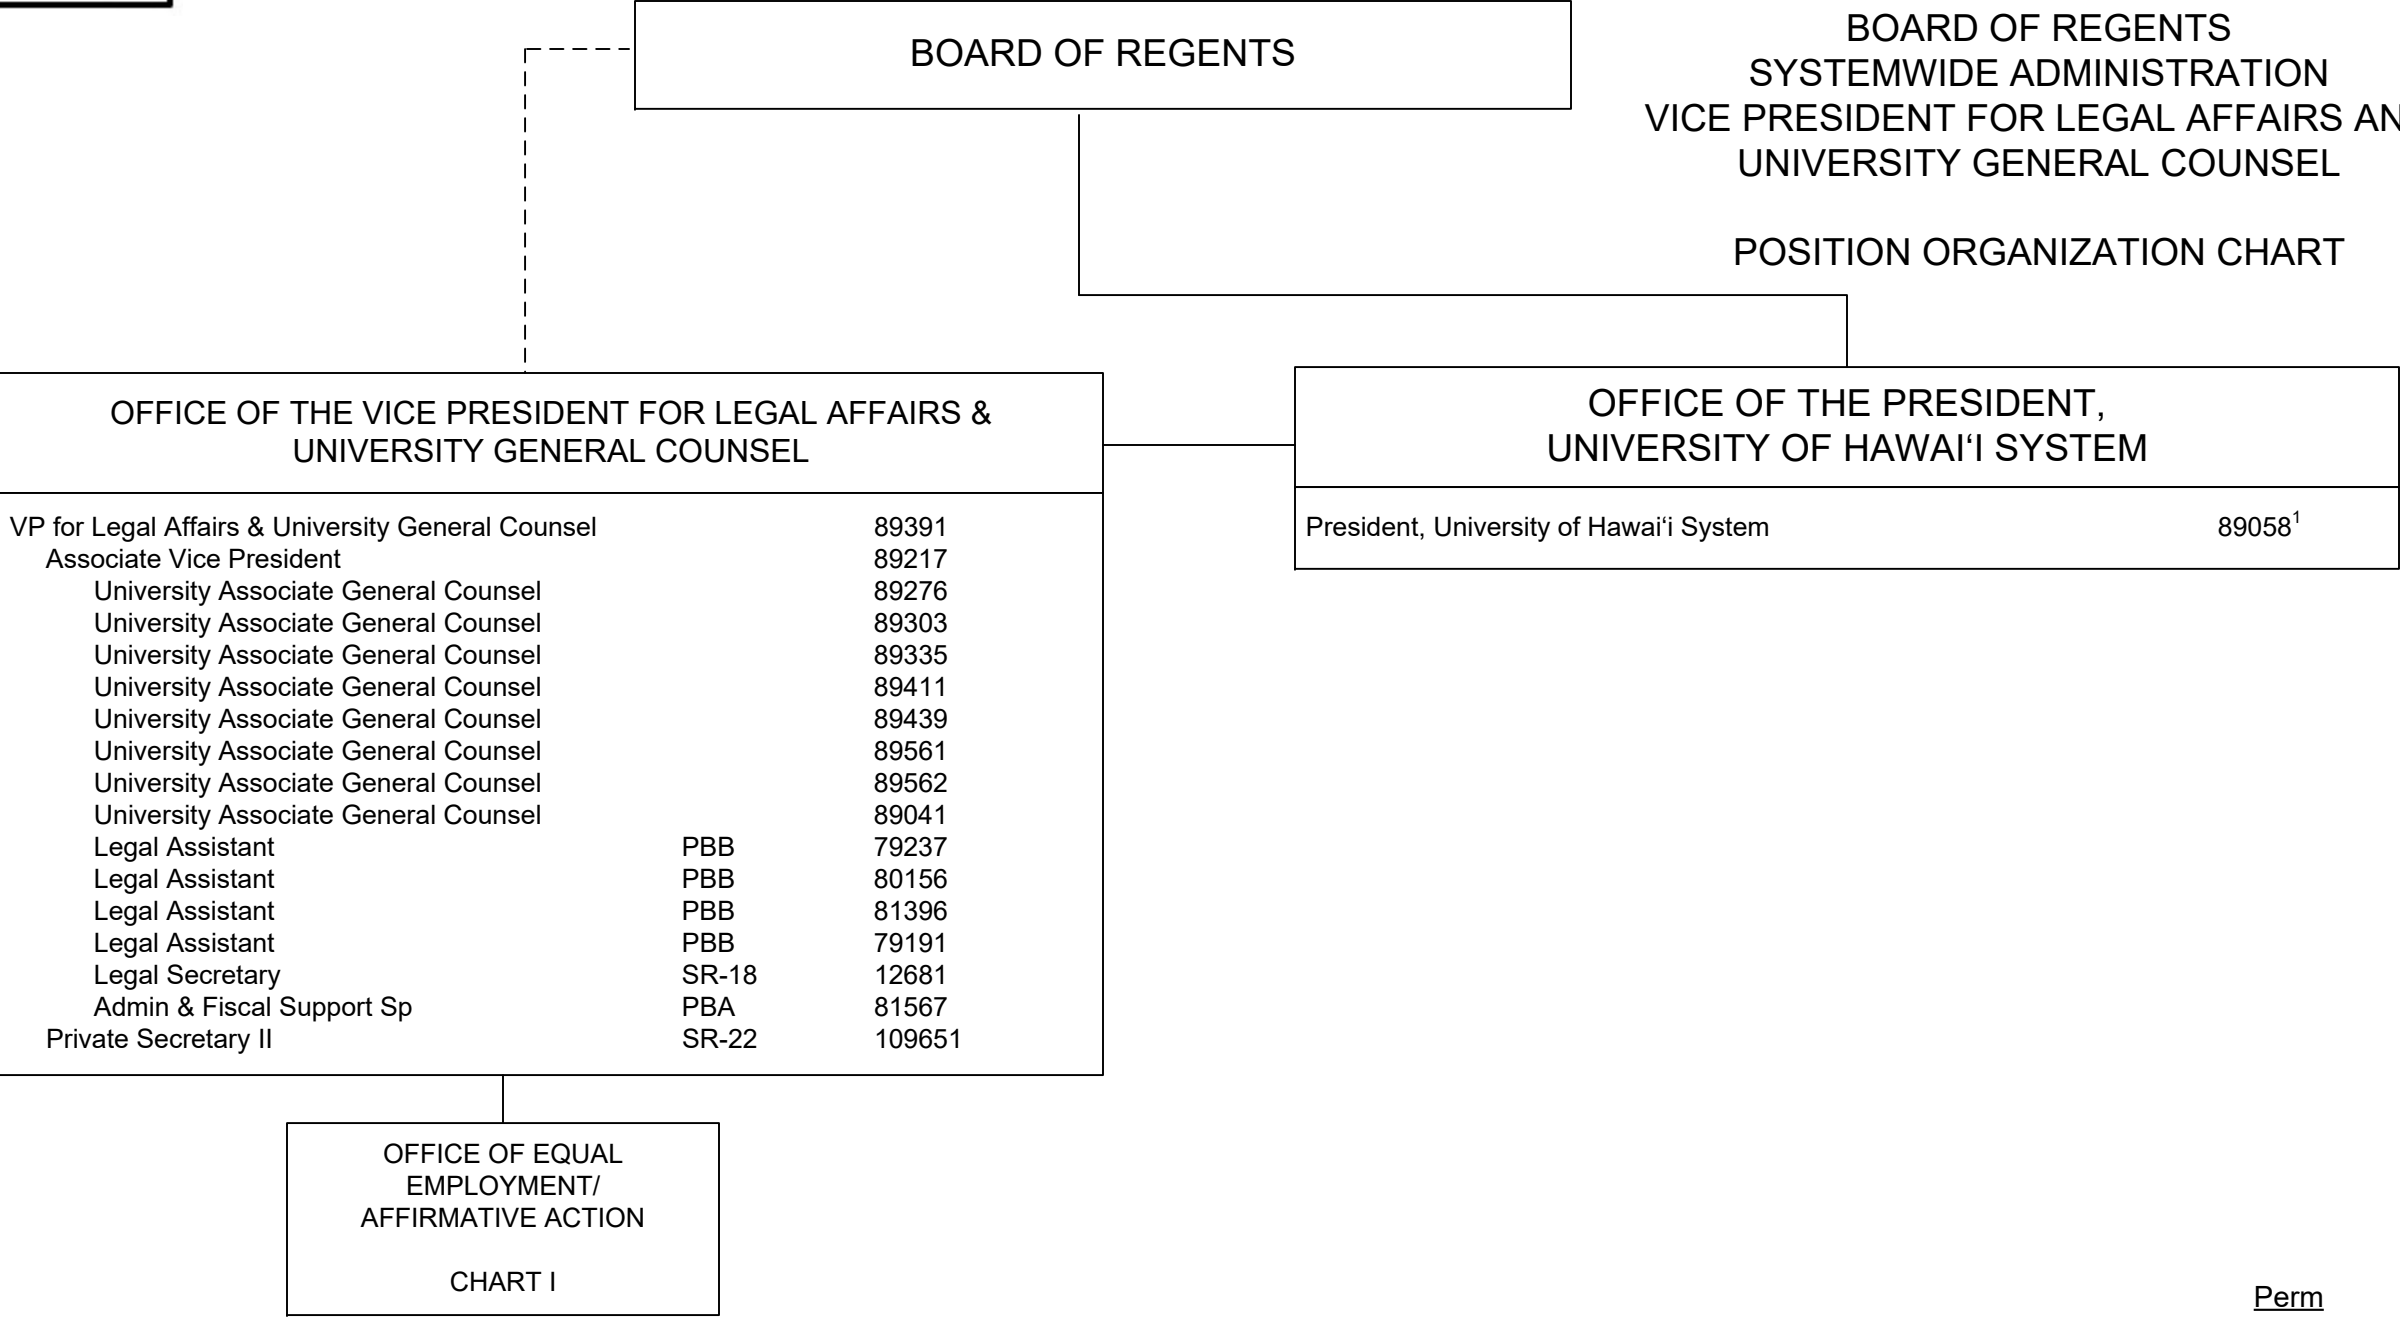 BOARD OF REGENTS
BOARD OF REGENTS
SYSTEMWIDE ADMINISTRATION
VICE PRESIDENT FOR LEGAL AFFAIRS AN
UNIVERSITY GENERAL COUNSEL
POSITION ORGANIZATION CHART
OFFICE OF THE VICE PRESIDENT FOR LEGAL AFFAIRS &
UNIVERSITY GENERAL COUNSEL
VP for Legal Affairs & University General Counsel 89391
Associate Vice President 89217
University Associate General Counsel 89276
University Associate General Counsel 89303
University Associate General Counsel 89335
University Associate General Counsel 89411
University Associate General Counsel 89439
University Associate General Counsel 89561
University Associate General Counsel 89562
University Associate General Counsel 89041
Legal Assistant PBB 79237
Legal Assistant PBB 80156
Legal Assistant PBB 81396
Legal Assistant PBB 79191
Legal Secretary SR-18 12681
Admin & Fiscal Support Sp PBA 81567
Private Secretary II SR-22 109651
OFFICE OF THE PRESIDENT,
UNIVERSITY OF HAWAI‘I SYSTEM
President, University of Hawai‘i System 89058¹
OFFICE OF EQUAL
EMPLOYMENT/
AFFIRMATIVE ACTION
CHART I
Perm